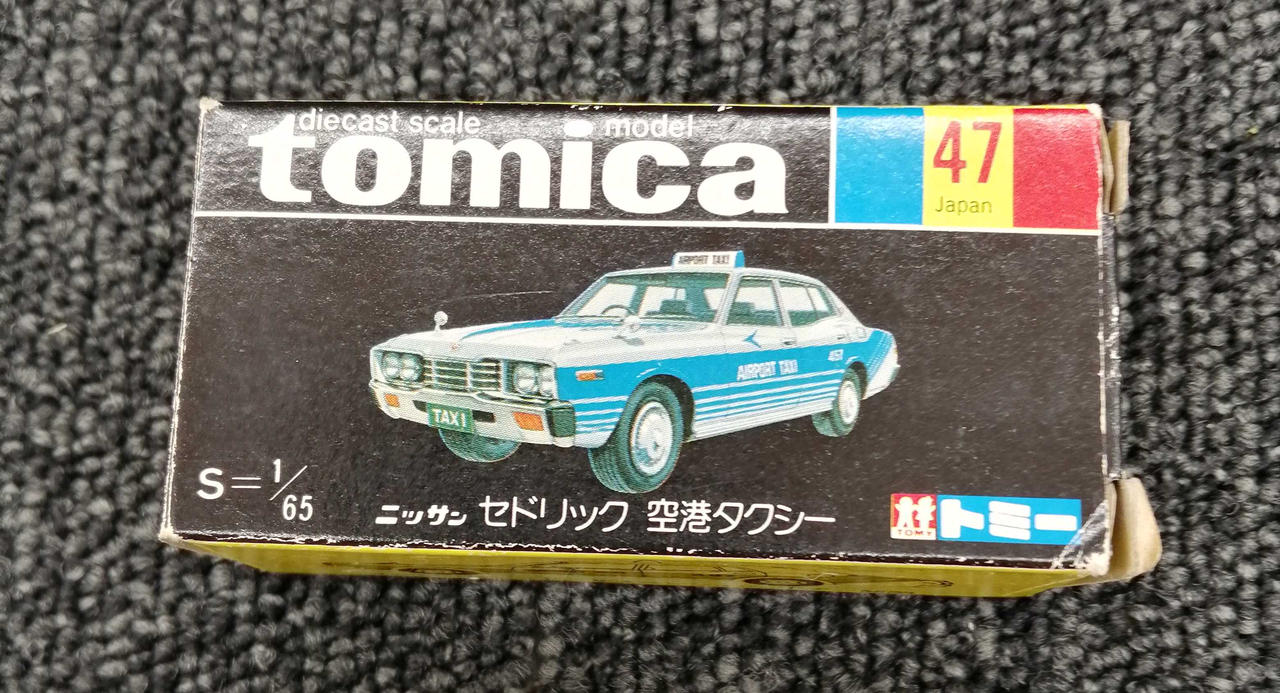 diecast scale model
tomica
47
Japan
AIRPORT TAXI
AIRPORT TAXI
TAXI
S=1/65
ニッサン セドリック 空港タクシー
TOMY
トミー